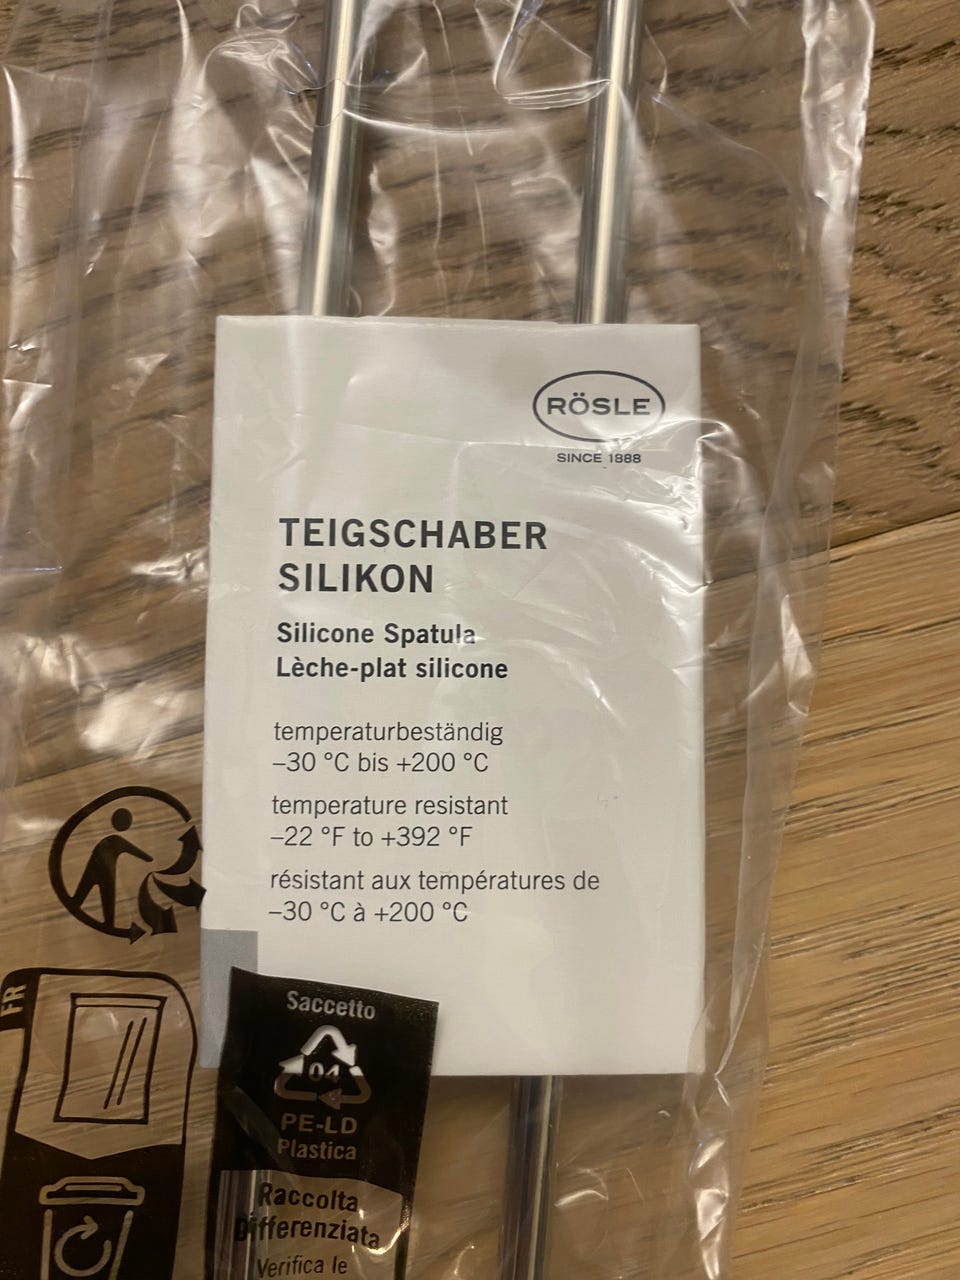 RÖSLE
SINCE 1888
TEIGSCHABER
SILIKON
Silicone Spatula
Lèche-plat silicone
temperaturbeständig
–30 °C bis +200 °C
temperature resistant
–22 °F to +392 °F
résistant aux températures de
–30 °C à +200 °C
FR
Saccetto
04
PE-LD
Plastica
Raccolta
Differenziata
Verifica le